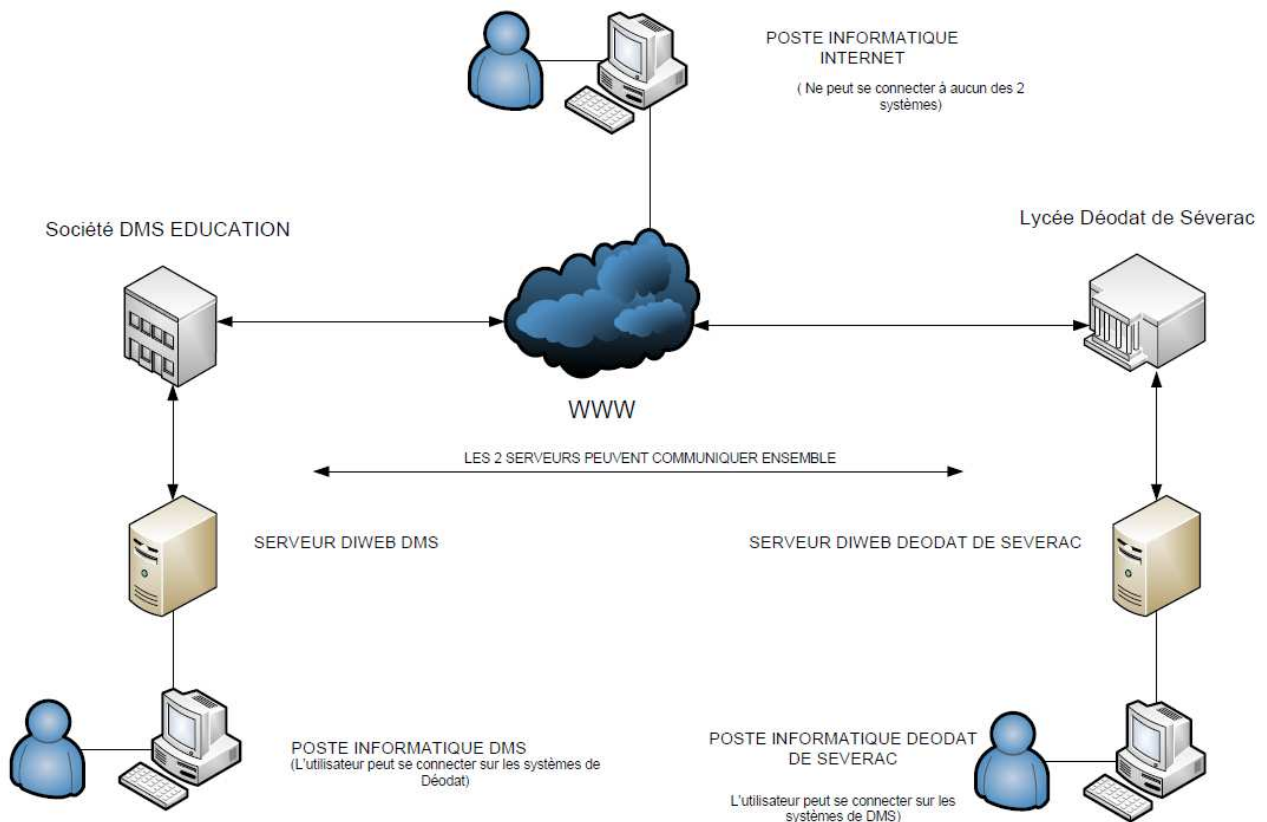 POSTE INFORMATIQUE
INTERNET
( Ne peut se connecter à aucun des 2
systèmes)
Société DMS EDUCATION
Lycée Déodat de Séverac
WWW
LES 2 SERVEURS PEUVENT COMMUNIQUER ENSEMBLE
SERVEUR DIWEB DMS
SERVEUR DIWEB DEODAT DE SEVERAC
POSTE INFORMATIQUE DMS
(L'utilisateur peut se connecter sur les systèmes de
Déodat)
POSTE INFORMATIQUE DEODAT
DE SEVERAC
L'utilisateur peut se connecter sur les
systèmes de DMS)